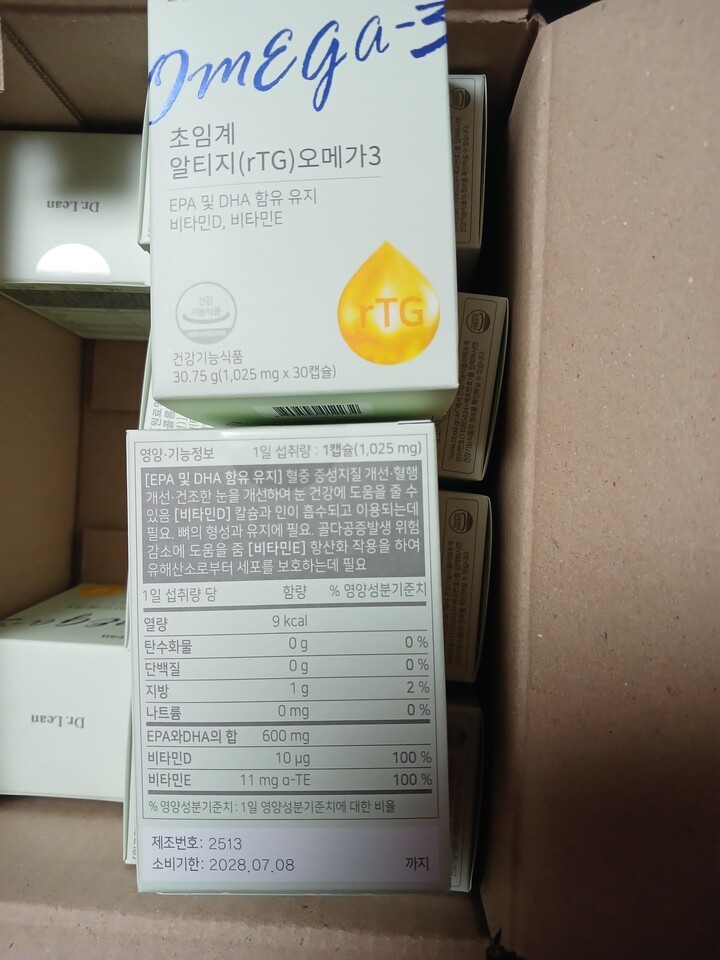 OmEga-3
초임계
알티지(rTG)오메가3
EPA 및 DHA 함유 유지
비타민D, 비타민E
rTG
건강
기능식품
건강기능식품
30.75 g(1,025 mg x 30캡슐)
Dr.Lean
Dr.Lean
영양·기능정보 1일 섭취량 : 1캡슐(1,025 mg)
[EPA 및 DHA 함유 유지] 혈중 중성지질 개선·혈행
개선·건조한 눈을 개선하여 눈 건강에 도움을 줄 수
있음 [비타민D] 칼슘과 인이 흡수되고 이용되는데
필요. 뼈의 형성과 유지에 필요. 골다공증발생 위험
감소에 도움을 줌 [비타민E] 항산화 작용을 하여
유해산소로부터 세포를 보호하는데 필요
1일 섭취량 당 함량 % 영양성분기준치
열량 9 kcal
탄수화물 0 g 0 %
단백질 0 g 0 %
지방 1 g 2 %
나트륨 0 mg 0 %
EPA와DHA의 합 600 mg
비타민D 10 µg 100 %
비타민E 11 mg α-TE 100 %
% 영양성분기준치 : 1일 영양성분기준치에 대한 비율
제조번호: 2513
소비기한: 2028.07.08 까지